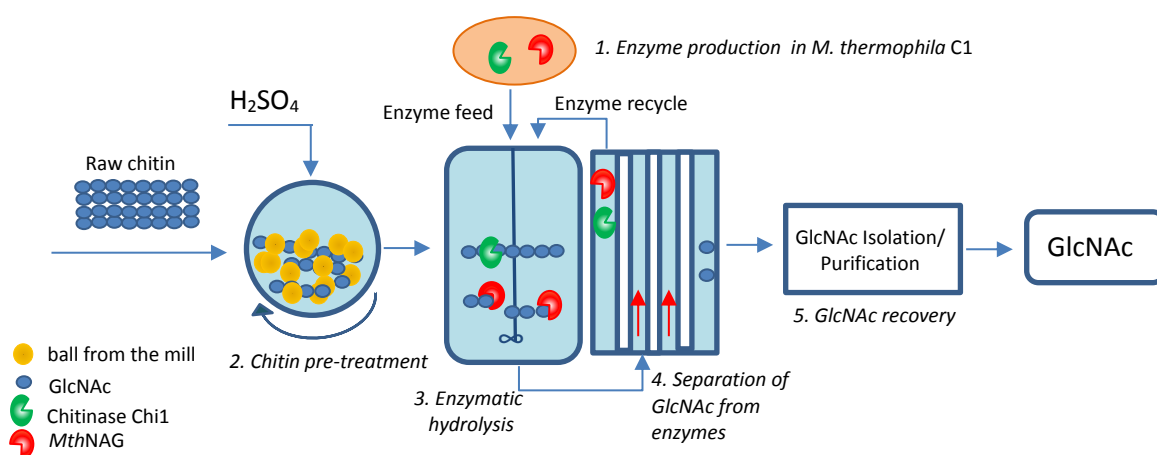 1. Enzyme production in M. thermophila C1
H₂SO₄
Enzyme feed
Enzyme recycle
Raw chitin
GlcNAc Isolation/
Purification
GlcNAc
5. GlcNAc recovery
2. Chitin pre-treatment
3. Enzymatic
hydrolysis
4. Separation of
GlcNAc from
enzymes
ball from the mill
GlcNAc
Chitinase Chi1
MthNAG